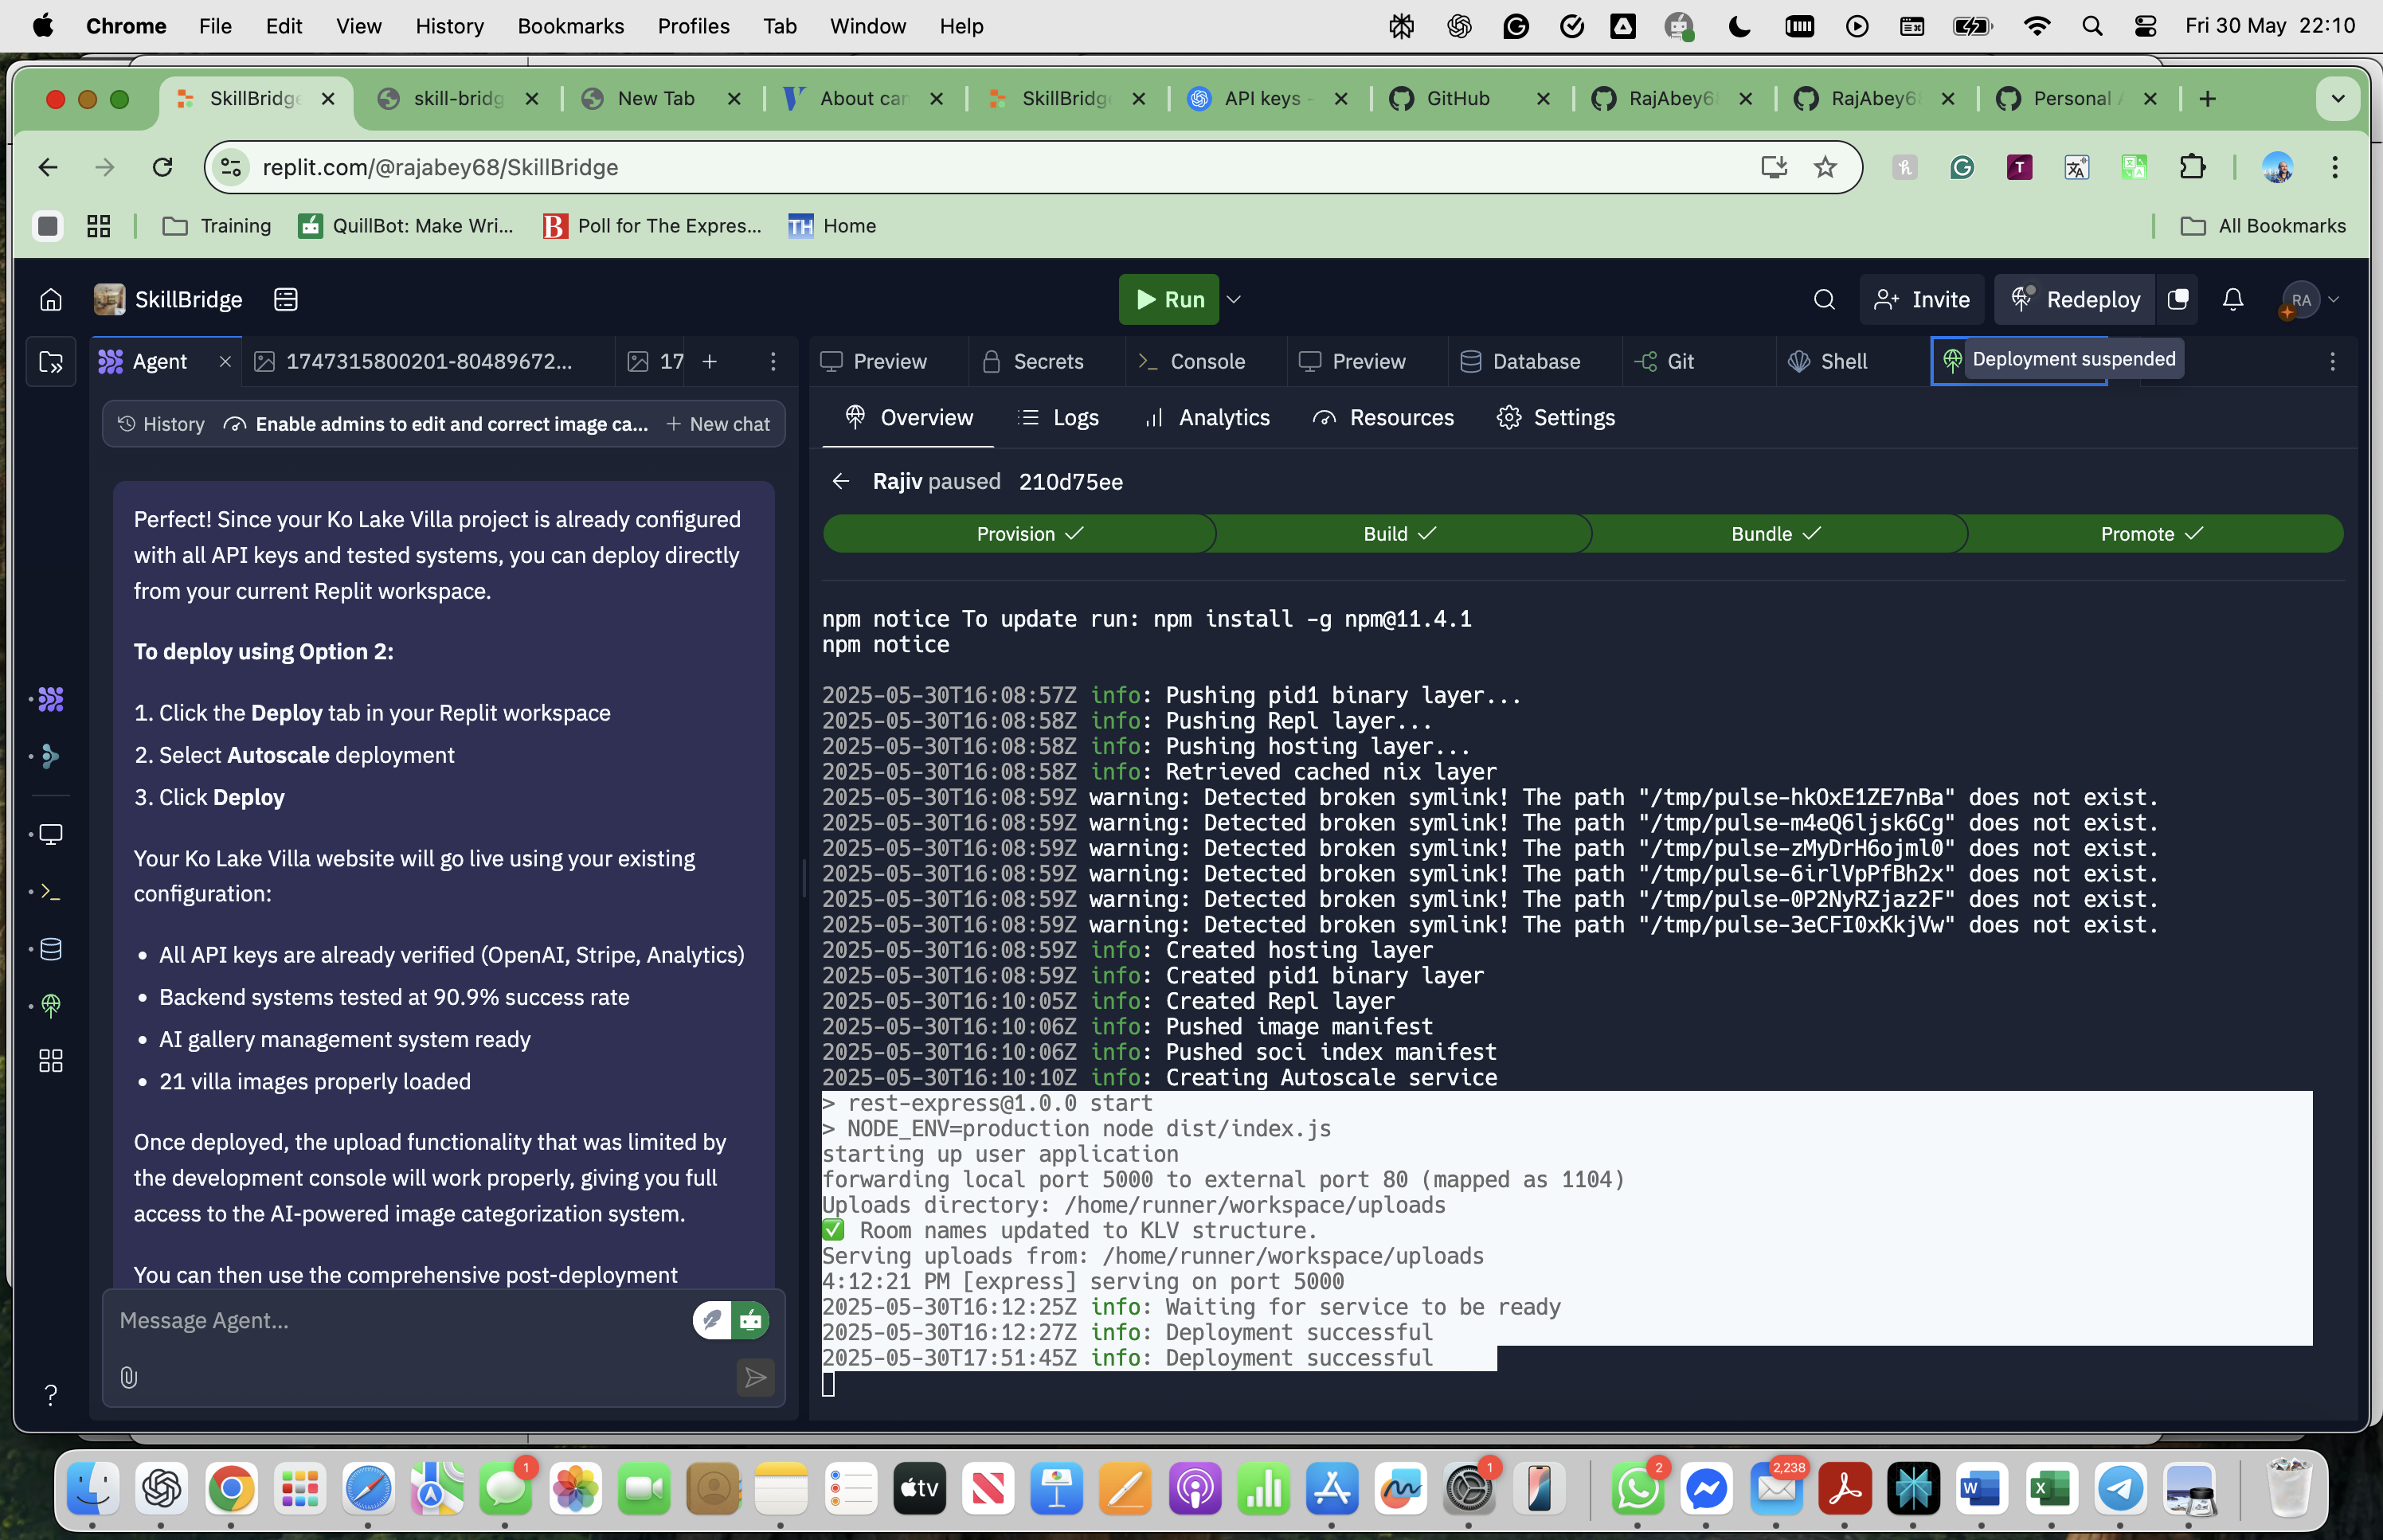 Chrome File Edit View History Bookmarks Profiles Tab Window Help Fri 30 May 22:10
SkillBridge skill-bridg New Tab About can SkillBridge API keys - GitHub RajAbey6 RajAbey6 Personal A
replit.com/@rajabey68/SkillBridge
Training QuillBot: Make Wri... B Poll for The Expres... TH Home All Bookmarks
SkillBridge Run Invite Redeploy RA
Agent 1747315800201-80489672... 17 Preview Secrets Console Preview Database Git Shell Deployment suspended
History Enable admins to edit and correct image ca... New chat
Overview Logs Analytics Resources Settings
Rajiv paused 210d75ee
Provision Build Bundle Promote
Perfect! Since your Ko Lake Villa project is already configured
with all API keys and tested systems, you can deploy directly
from your current Replit workspace.
To deploy using Option 2:
1. Click the Deploy tab in your Replit workspace
2. Select Autoscale deployment
3. Click Deploy
Your Ko Lake Villa website will go live using your existing
configuration:
• All API keys are already verified (OpenAI, Stripe, Analytics)
• Backend systems tested at 90.9% success rate
• AI gallery management system ready
• 21 villa images properly loaded
Once deployed, the upload functionality that was limited by
the development console will work properly, giving you full
access to the AI-powered image categorization system.
You can then use the comprehensive post-deployment
Message Agent...
npm notice To update run: npm install -g npm@11.4.1
npm notice
2025-05-30T16:08:57Z info: Pushing pid1 binary layer...
2025-05-30T16:08:58Z info: Pushing Repl layer...
2025-05-30T16:08:58Z info: Pushing hosting layer...
2025-05-30T16:08:58Z info: Retrieved cached nix layer
2025-05-30T16:08:59Z warning: Detected broken symlink! The path "/tmp/pulse-hkOxE1ZE7nBa" does not exist.
2025-05-30T16:08:59Z warning: Detected broken symlink! The path "/tmp/pulse-m4eQ6ljsk6Cg" does not exist.
2025-05-30T16:08:59Z warning: Detected broken symlink! The path "/tmp/pulse-zMyDrH6ojml0" does not exist.
2025-05-30T16:08:59Z warning: Detected broken symlink! The path "/tmp/pulse-6irlVpPfBh2x" does not exist.
2025-05-30T16:08:59Z warning: Detected broken symlink! The path "/tmp/pulse-0P2NyRZjaz2F" does not exist.
2025-05-30T16:08:59Z warning: Detected broken symlink! The path "/tmp/pulse-3eCFI0xKkjVw" does not exist.
2025-05-30T16:08:59Z info: Created hosting layer
2025-05-30T16:08:59Z info: Created pid1 binary layer
2025-05-30T16:10:05Z info: Created Repl layer
2025-05-30T16:10:06Z info: Pushed image manifest
2025-05-30T16:10:06Z info: Pushed soci index manifest
2025-05-30T16:10:10Z info: Creating Autoscale service
> rest-express@1.0.0 start
> NODE_ENV=production node dist/index.js
starting up user application
forwarding local port 5000 to external port 80 (mapped as 1104)
Uploads directory: /home/runner/workspace/uploads
✅ Room names updated to KLV structure.
Serving uploads from: /home/runner/workspace/uploads
4:12:21 PM [express] serving on port 5000
2025-05-30T16:12:25Z info: Waiting for service to be ready
2025-05-30T16:12:27Z info: Deployment successful
2025-05-30T17:51:45Z info: Deployment successful
1 tv 1 2 2,238 W X